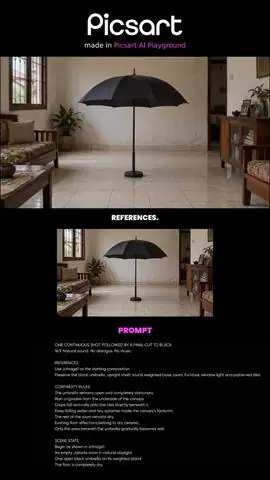 Picsart
made in Picsart AI Playground
REFERENCES.
PROMPT
ONE CONTINUOUS SHOT, FOLLOWED BY A FINAL CUT TO BLACK.
16:9. Natural sound. No dialogue. No music.
REFERENCES
Use @image1 as the starting composition.
Preserve the black umbrella, upright shaft, round weighted base, room, furniture, window light and patterned tiles.
CONTINUITY RULES
The umbrella remains open and completely stationary.
Rain originates from the underside of the canopy.
Drops fall vertically onto the tiles directly beneath it.
Keep falling water and tiny splashes inside the canopy's footprint.
The rest of the room remains dry.
Existing floor reflections belong to dry ceramic.
Only the area beneath the umbrella gradually becomes wet.
SCENE STATE
Begin as shown in @image1.
An empty Jakarta room in natural daylight.
One open black umbrella on its weighted stand.
The floor is completely dry.